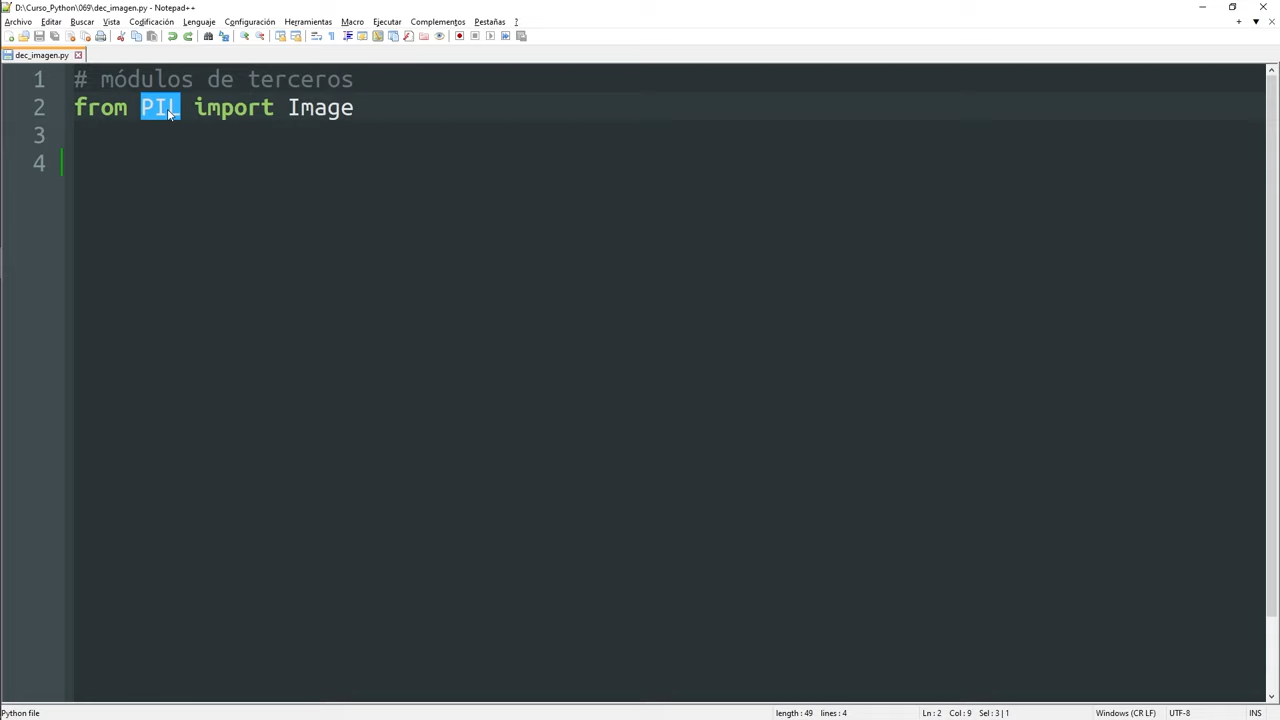 D:\Curso_Python\069\dec_imagen.py - Notepad++
Archivo Editar Buscar Vista Codificación Lenguaje Configuración Herramientas Macro Ejecutar Complementos Pestañas ?
dec_imagen.py
1 # módulos de terceros
2 from PIL import Image
3
4
Python file length : 49 lines : 4 Ln : 2 Col : 9 Sel : 3 | 1 Windows (CR LF) UTF-8 INS